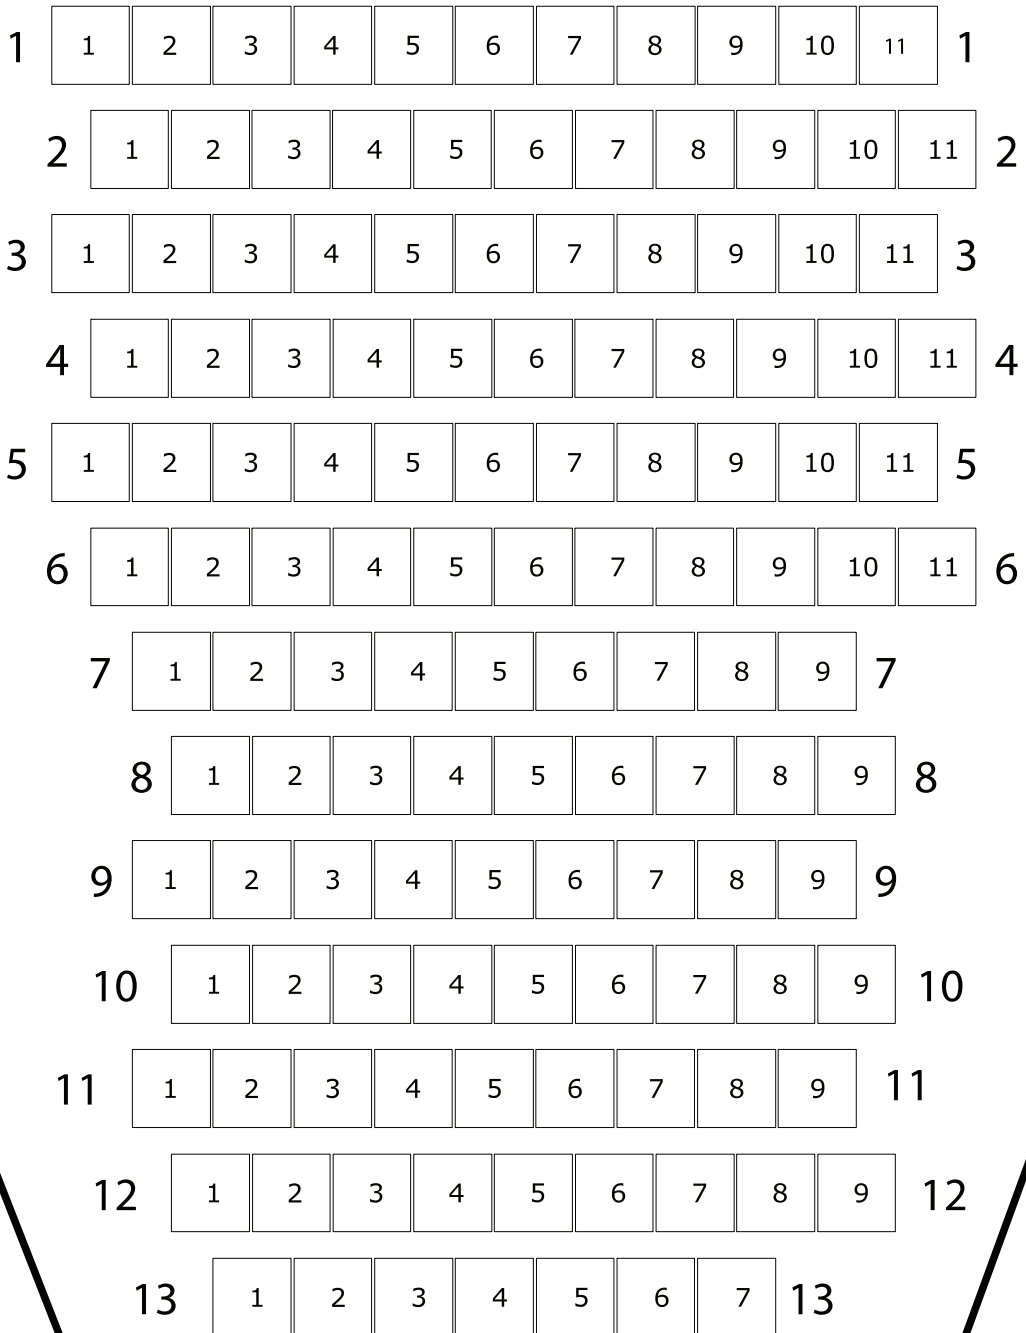 1 1 2 3 4 5 6 7 8 9 10 11 1
2 1 2 3 4 5 6 7 8 9 10 11 2
3 1 2 3 4 5 6 7 8 9 10 11 3
4 1 2 3 4 5 6 7 8 9 10 11 4
5 1 2 3 4 5 6 7 8 9 10 11 5
6 1 2 3 4 5 6 7 8 9 10 11 6
7 1 2 3 4 5 6 7 8 9 7
8 1 2 3 4 5 6 7 8 9 8
9 1 2 3 4 5 6 7 8 9 9
10 1 2 3 4 5 6 7 8 9 10
11 1 2 3 4 5 6 7 8 9 11
12 1 2 3 4 5 6 7 8 9 12
13 1 2 3 4 5 6 7 13